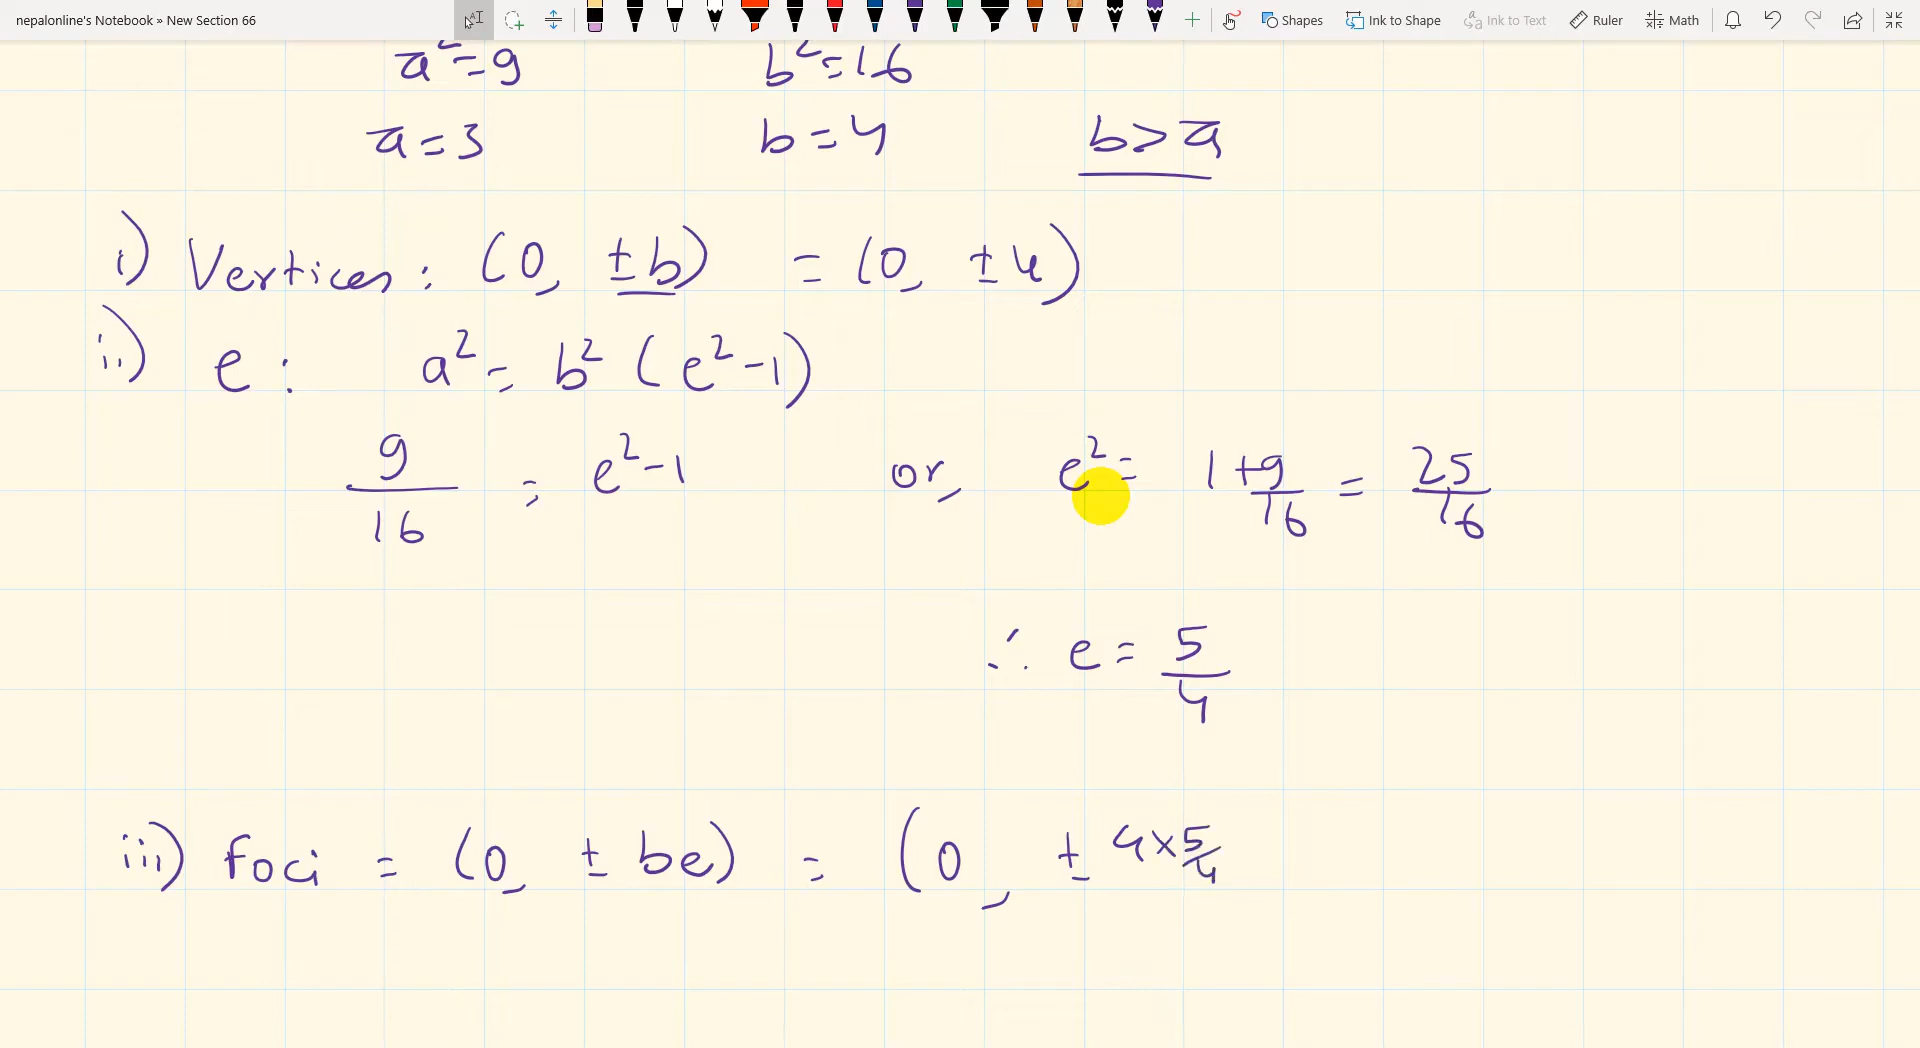 nepalonline's Notebook » New Section 66
Shapes Ink to Shape Ink to Text Ruler Math
a² = 9 b² = 16
a = 3 b = 4 b > a
i) Vertices: (0, ±b) = (0, ±4)
ii) e: a² = b² (e² - 1)
9/16 = e² - 1 or, e² = 1 + 9/16 = 25/16
∴ e = 5/4
iii) foci = (0, ± be) = (0, ± 4 × 5/4